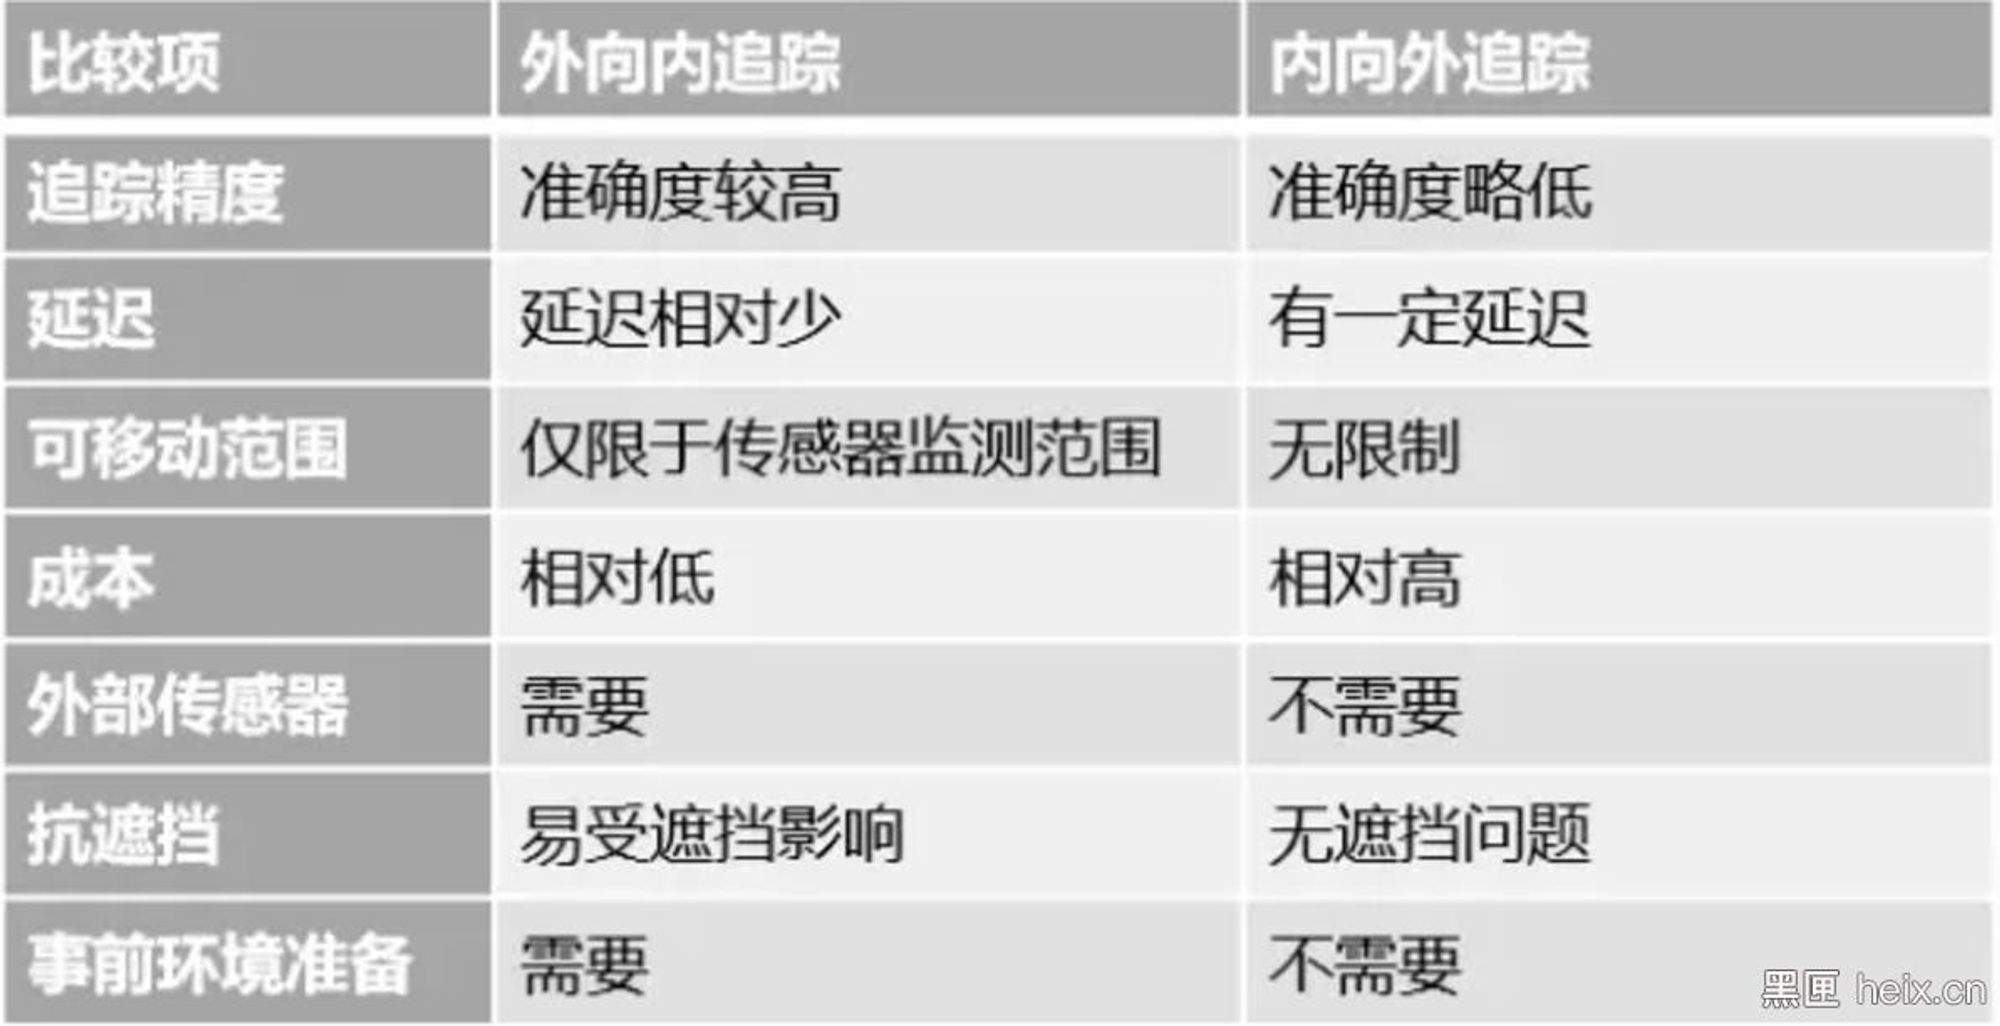 比较项 外向内追踪 内向外追踪
追踪精度 准确度较高 准确度略低
延迟 延迟相对少 有一定延迟
可移动范围 仅限于传感器监测范围 无限制
成本 相对低 相对高
外部传感器 需要 不需要
抗遮挡 易受遮挡影响 无遮挡问题
事前环境准备 需要 不需要
黑匣 heix.cn